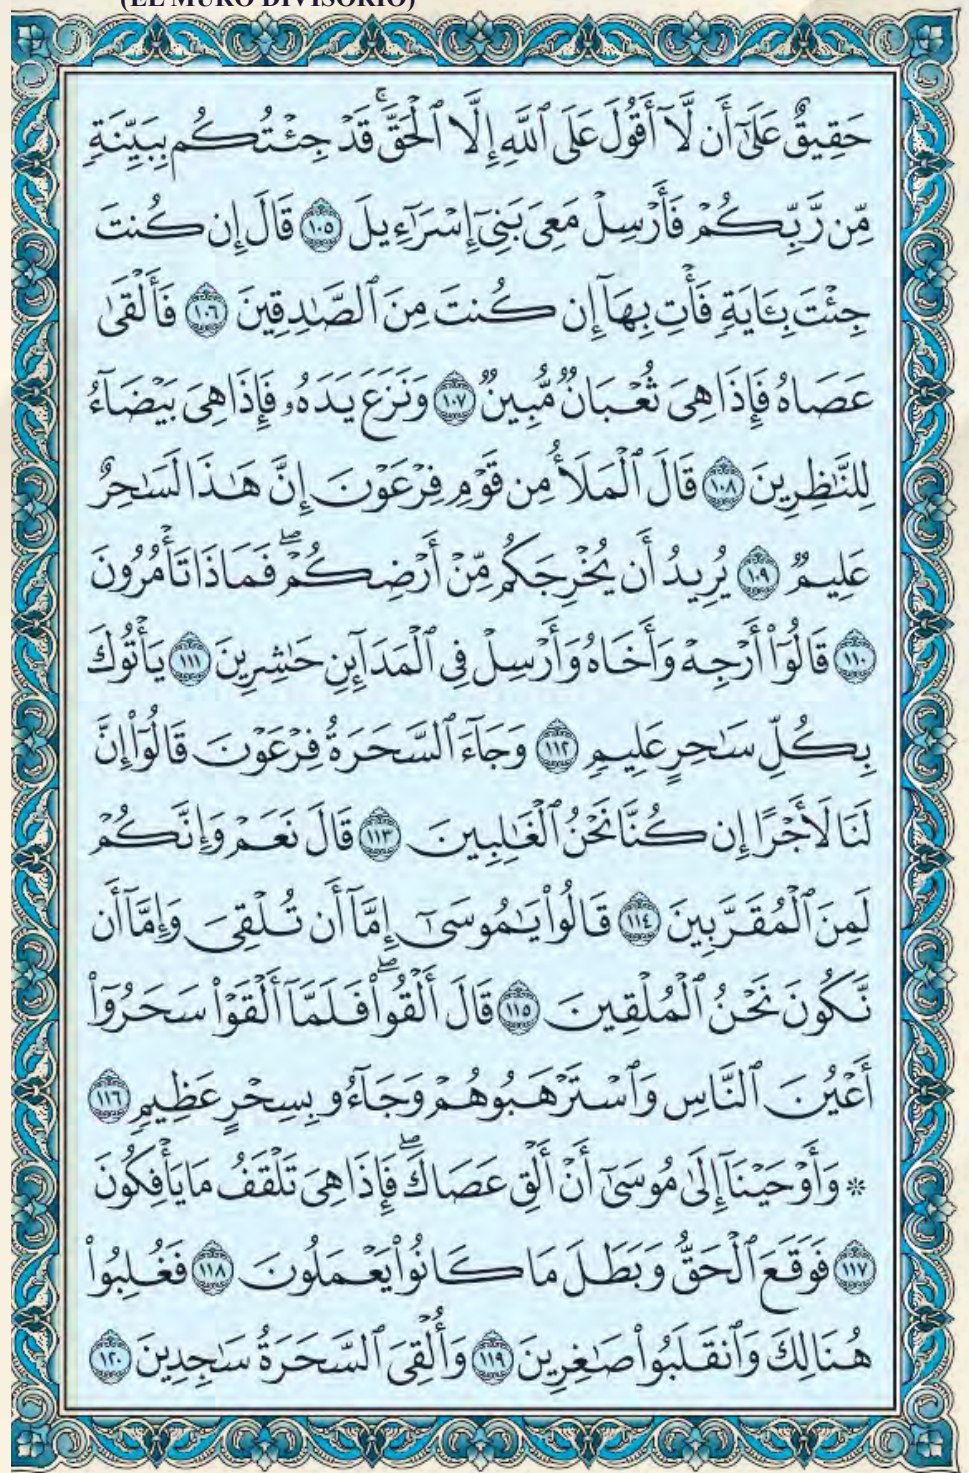 (EL MURO DIVISORIO)
حَقِيقٌ عَلَىٰٓ أَن لَّآ أَقُولَ عَلَى ٱللَّهِ إِلَّا ٱلْحَقَّۚ قَدْ جِئْتُكُم بِبَيِّنَةٍ
مِّن رَّبِّكُمْ فَأَرْسِلْ مَعِىَ بَنِىٓ إِسْرَٰٓءِيلَ ١٠٥ قَالَ إِن كُنتَ
جِئْتَ بِـَٔايَةٍ فَأْتِ بِهَآ إِن كُنتَ مِنَ ٱلصَّـٰدِقِينَ ١٠٦ فَأَلْقَىٰ
عَصَاهُ فَإِذَا هِىَ ثُعْبَانٌ مُّبِينٌ ١٠٧ وَنَزَعَ يَدَهُۥ فَإِذَا هِىَ بَيْضَآءُ
لِلنَّـٰظِرِينَ ١٠٨ قَالَ ٱلْمَلَأُ مِن قَوْمِ فِرْعَوْنَ إِنَّ هَـٰذَا لَسَـٰحِرٌ
عَلِيمٌ ١٠٩ يُرِيدُ أَن يُخْرِجَكُم مِّنْ أَرْضِكُمْۖ فَمَاذَا تَأْمُرُونَ
١١٠ قَالُوٓا۟ أَرْجِهْ وَأَخَاهُ وَأَرْسِلْ فِى ٱلْمَدَآئِنِ حَـٰشِرِينَ ١١١ يَأْتُوكَ
بِكُلِّ سَـٰحِرٍ عَلِيمٍ ١١٢ وَجَآءَ ٱلسَّحَرَةُ فِرْعَوْنَ قَالُوٓا۟ إِنَّ
لَنَا لَأَجْرًا إِن كُنَّا نَحْنُ ٱلْغَـٰلِبِينَ ١١٣ قَالَ نَعَمْ وَإِنَّكُمْ
لَمِنَ ٱلْمُقَرَّبِينَ ١١٤ قَالُوا۟ يَـٰمُوسَىٰٓ إِمَّآ أَن تُلْقِىَ وَإِمَّآ أَن
نَّكُونَ نَحْنُ ٱلْمُلْقِينَ ١١٥ قَالَ أَلْقُوا۟ۖ فَلَمَّآ أَلْقَوْا۟ سَحَرُوٓا۟
أَعْيُنَ ٱلنَّاسِ وَٱسْتَرْهَبُوهُمْ وَجَآءُو بِسِحْرٍ عَظِيمٍ ١١٦
* وَأَوْحَيْنَآ إِلَىٰ مُوسَىٰٓ أَنْ أَلْقِ عَصَاكَۖ فَإِذَا هِىَ تَلْقَفُ مَا يَأْفِكُونَ
١١٧ فَوَقَعَ ٱلْحَقُّ وَبَطَلَ مَا كَانُوا۟ يَعْمَلُونَ ١١٨ فَغُلِبُوا۟
هُنَالِكَ وَٱنقَلَبُوا۟ صَـٰغِرِينَ ١١٩ وَأُلْقِىَ ٱلسَّحَرَةُ سَـٰجِدِينَ ١٢٠